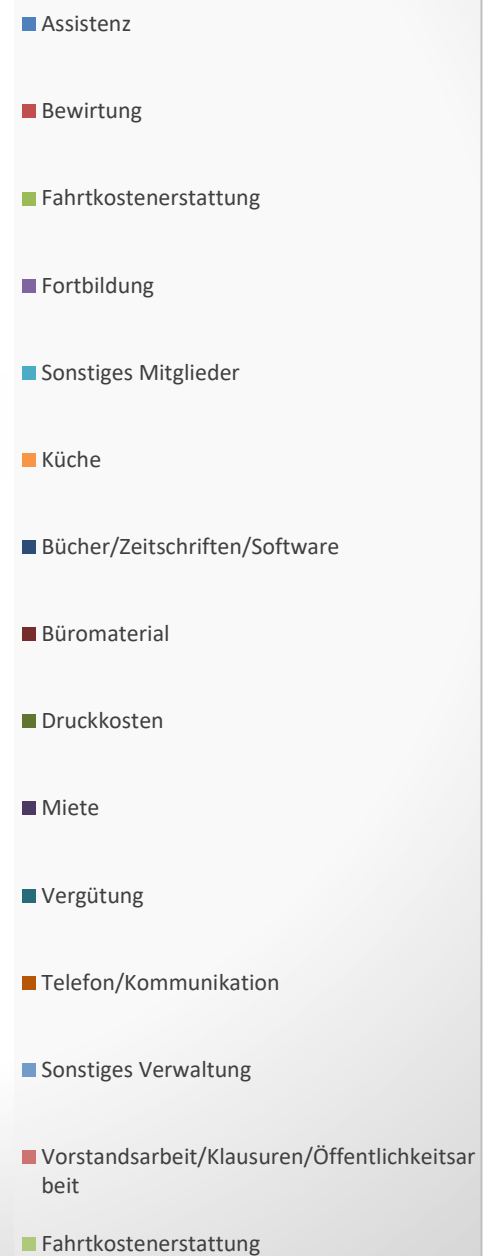 Assistenz
Bewirtung
Fahrtkostenerstattung
Fortbildung
Sonstiges Mitglieder
Küche
Bücher/Zeitschriften/Software
Büromaterial
Druckkosten
Miete
Vergütung
Telefon/Kommunikation
Sonstiges Verwaltung
Vorstandsarbeit/Klausuren/Öffentlichkeitsar
beit
Fahrtkostenerstattung